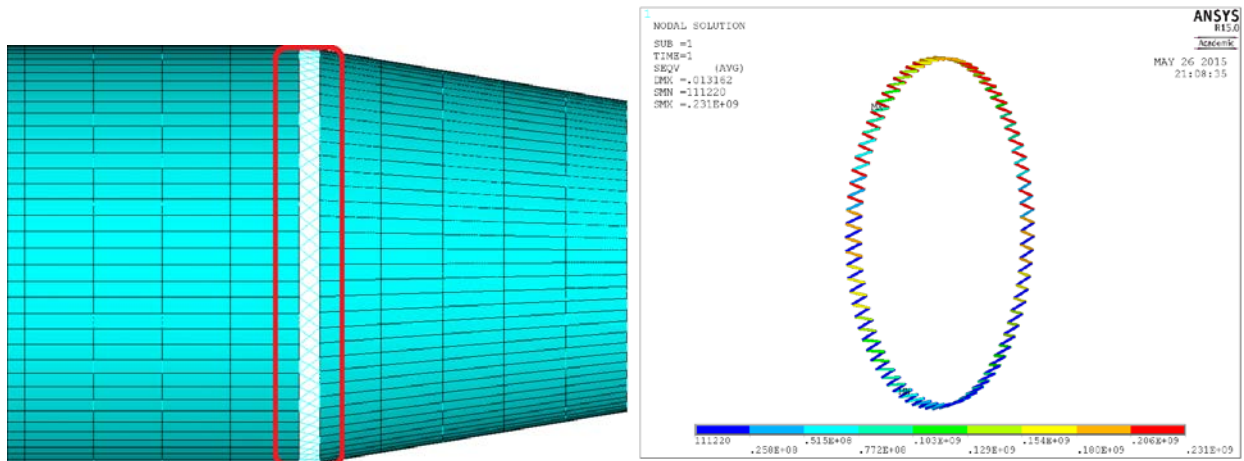 1
NODAL SOLUTION
SUB =1
TIME=1
SEQV (AVG)
DMX =.013162
SMN =111220
SMX =.231E+09
ANSYS
R15.0
Academic
MAY 26 2015
21:08:35
111220 .515E+08 .103E+09 .154E+09 .206E+09
.258E+08 .772E+08 .129E+09 .180E+09 .231E+09